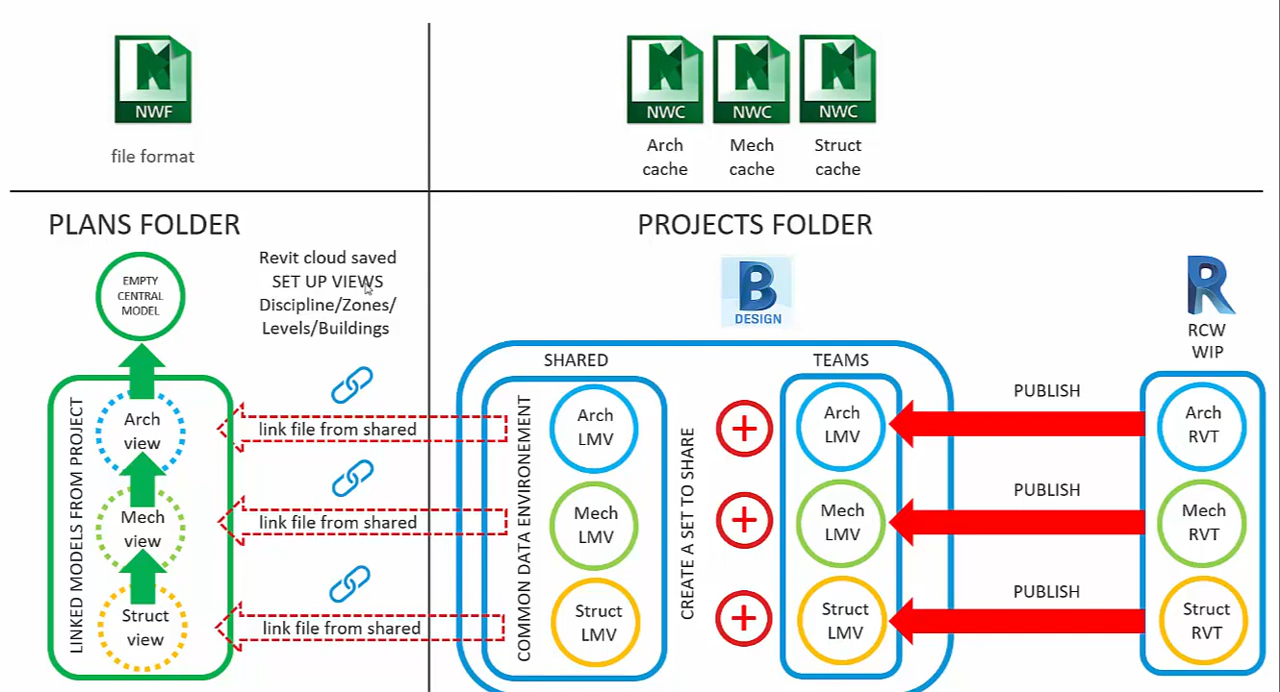 NWF
file format
NWC
NWC
NWC
Arch
cache
Mech
cache
Struct
cache
PLANS FOLDER
PROJECTS FOLDER
EMPTY
CENTRAL
MODEL
Revit cloud saved
SET UP VIEWS
Discipline/Zones/
Levels/Buildings
B
DESIGN
R
RCW
WIP
SHARED
TEAMS
LINKED MODELS FROM PROJECT
Arch
view
Mech
view
Struct
view
link file from shared
link file from shared
link file from shared
COMMON DATA ENVIRONEMENT
Arch
LMV
Mech
LMV
Struct
LMV
CREATE A SET TO SHARE
Arch
LMV
Mech
LMV
Struct
LMV
PUBLISH
PUBLISH
PUBLISH
Arch
RVT
Mech
RVT
Struct
RVT